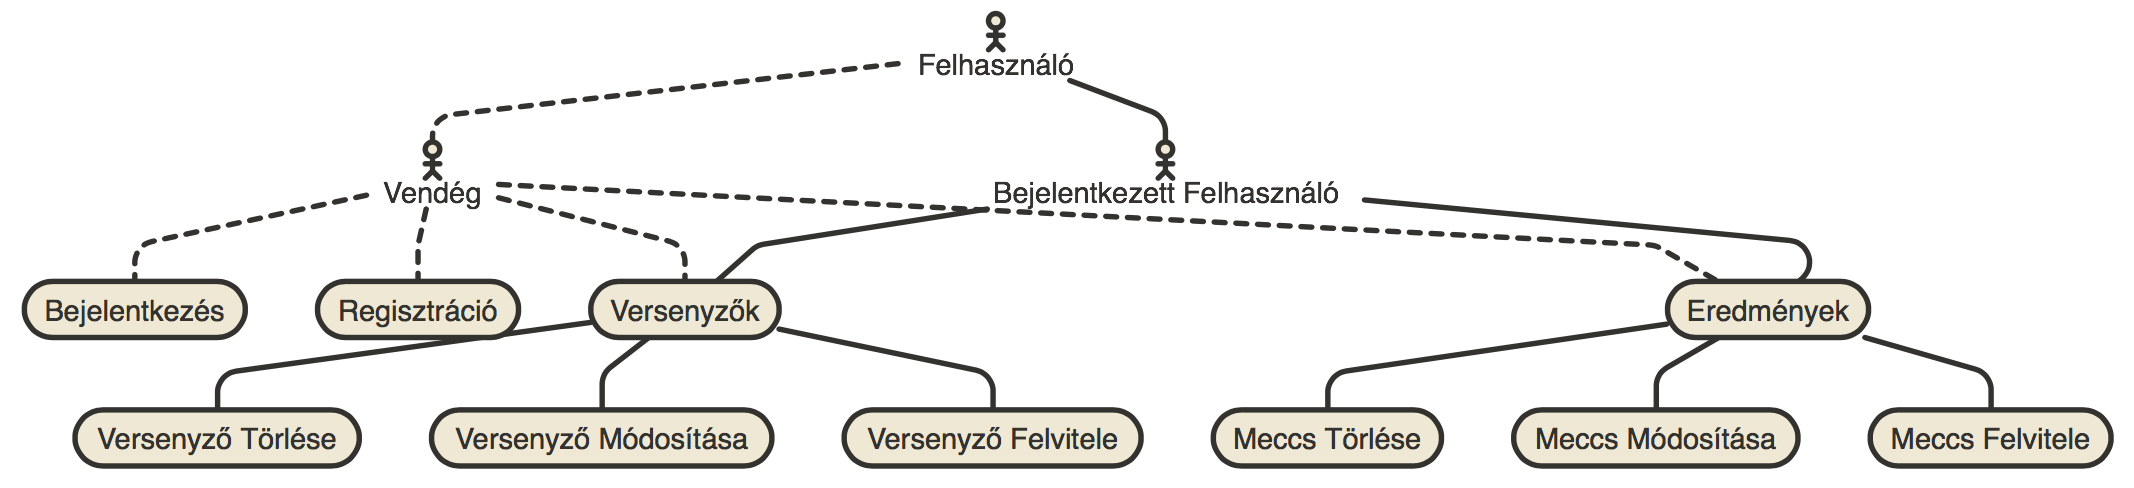 Felhasználó
Vendég
Bejelentkezett Felhasználó
Bejelentkezés
Regisztráció
Versenyzők
Eredmények
Versenyző Törlése
Versenyző Módosítása
Versenyző Felvitele
Meccs Törlése
Meccs Módosítása
Meccs Felvitele